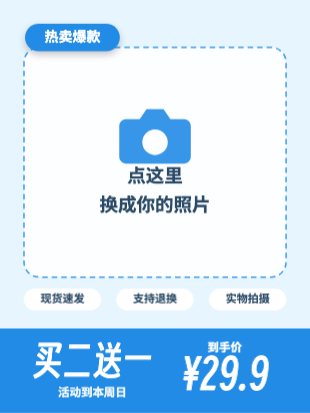 热卖爆款
点这里
换成你的照片
现货速发
支持退换
实物拍摄
买二送一
活动到本周日
到手价
¥29.9